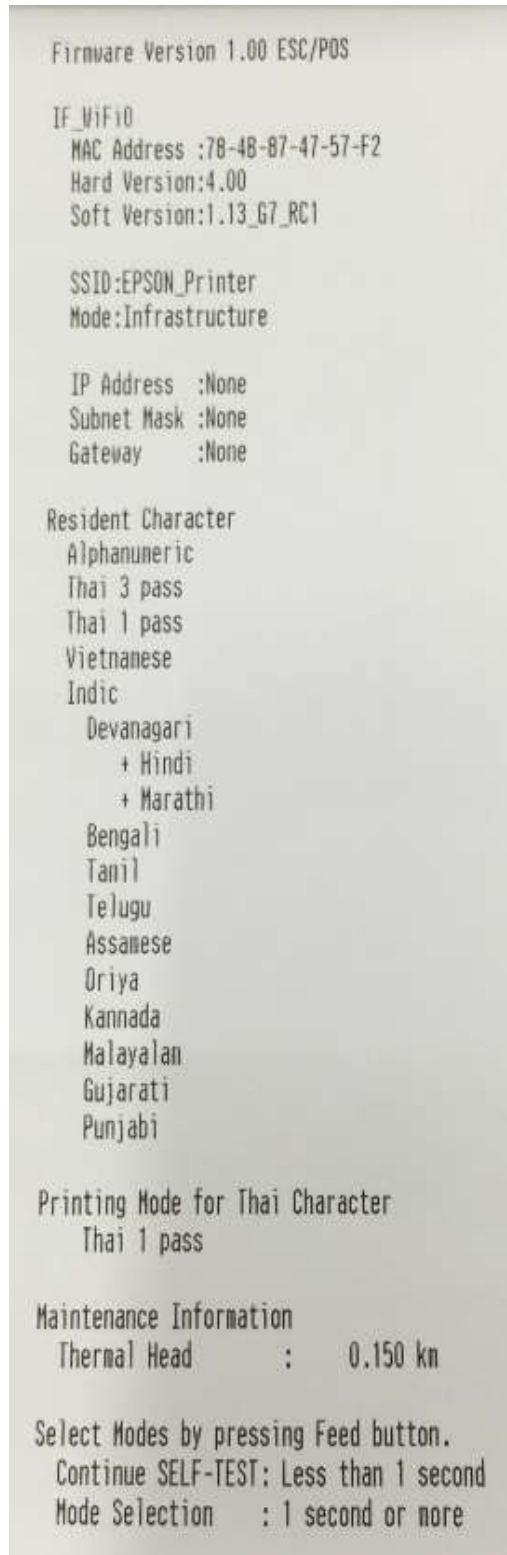 Firmware Version 1.00 ESC/POS
IF_WiFi0
MAC Address :78-4B-87-47-57-F2
Hard Version:4.00
Soft Version:1.13_G7_RC1
SSID:EPSON_Printer
Mode:Infrastructure
IP Address :None
Subnet Mask :None
Gateway :None
Resident Character
Alphanumeric
Thai 3 pass
Thai 1 pass
Vietnamese
Indic
Devanagari
+ Hindi
+ Marathi
Bengali
Tamil
Telugu
Assamese
Oriya
Kannada
Malayalam
Gujarati
Punjabi
Printing Mode for Thai Character
Thai 1 pass
Maintenance Information
Thermal Head : 0.150 km
Select Modes by pressing Feed button.
Continue SELF-TEST: Less than 1 second
Mode Selection : 1 second or more